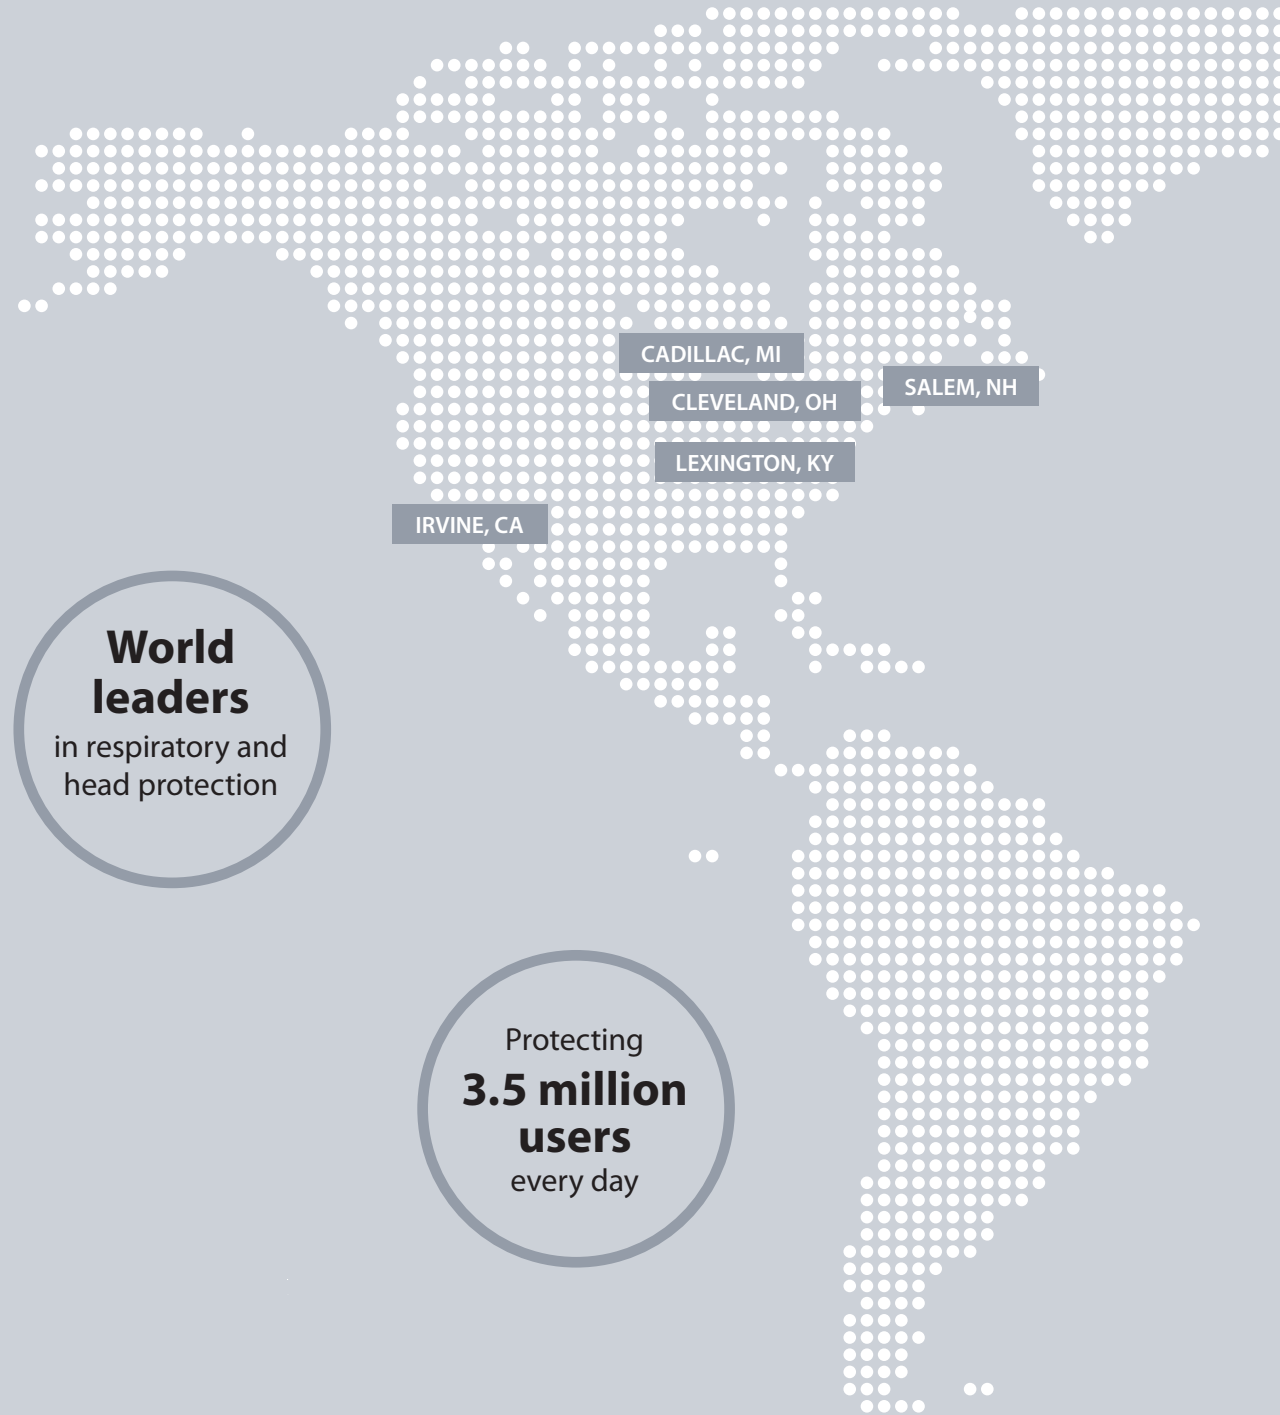 CADILLAC, MI
SALEM, NH
CLEVELAND, OH
LEXINGTON, KY
IRVINE, CA
World
leaders
in respiratory and
head protection
Protecting
3.5 million
users
every day